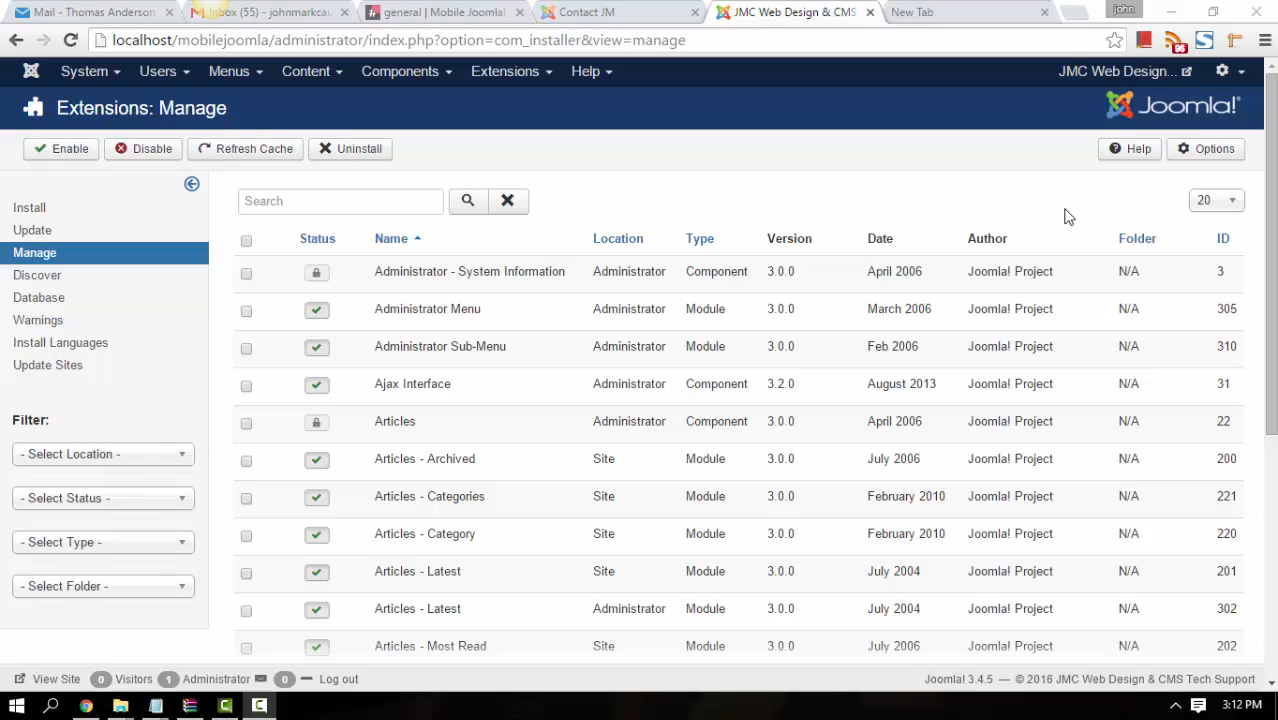 Mail - Thomas Anderson
Inbox (55) - johnmarkcau
general | Mobile Joomla!
Contact JM
JMC Web Design & CMS
New Tab
john
localhost/mobilejoomla/administrator/index.php?option=com_installer&view=manage
96
System Users Menus Content Components Extensions Help
JMC Web Design...
Extensions: Manage
Joomla!
Enable Disable Refresh Cache Uninstall Help Options
Install
Update
Manage
Discover
Database
Warnings
Install Languages
Update Sites
Filter:
- Select Location -
- Select Status -
- Select Type -
- Select Folder -
Search
20
Status Name Location Type Version Date Author Folder ID
Administrator - System Information Administrator Component 3.0.0 April 2006 Joomla! Project N/A 3
Administrator Menu Administrator Module 3.0.0 March 2006 Joomla! Project N/A 305
Administrator Sub-Menu Administrator Module 3.0.0 Feb 2006 Joomla! Project N/A 310
Ajax Interface Administrator Component 3.2.0 August 2013 Joomla! Project N/A 31
Articles Administrator Component 3.0.0 April 2006 Joomla! Project N/A 22
Articles - Archived Site Module 3.0.0 July 2006 Joomla! Project N/A 200
Articles - Categories Site Module 3.0.0 February 2010 Joomla! Project N/A 221
Articles - Category Site Module 3.0.0 February 2010 Joomla! Project N/A 220
Articles - Latest Site Module 3.0.0 July 2004 Joomla! Project N/A 201
Articles - Latest Administrator Module 3.0.0 July 2004 Joomla! Project N/A 302
Articles - Most Read Site Module 3.0.0 July 2006 Joomla! Project N/A 202
View Site 0 Visitors 1 Administrator 0 Log out
Joomla! 3.4.5 — © 2016 JMC Web Design & CMS Tech Support
3:12 PM